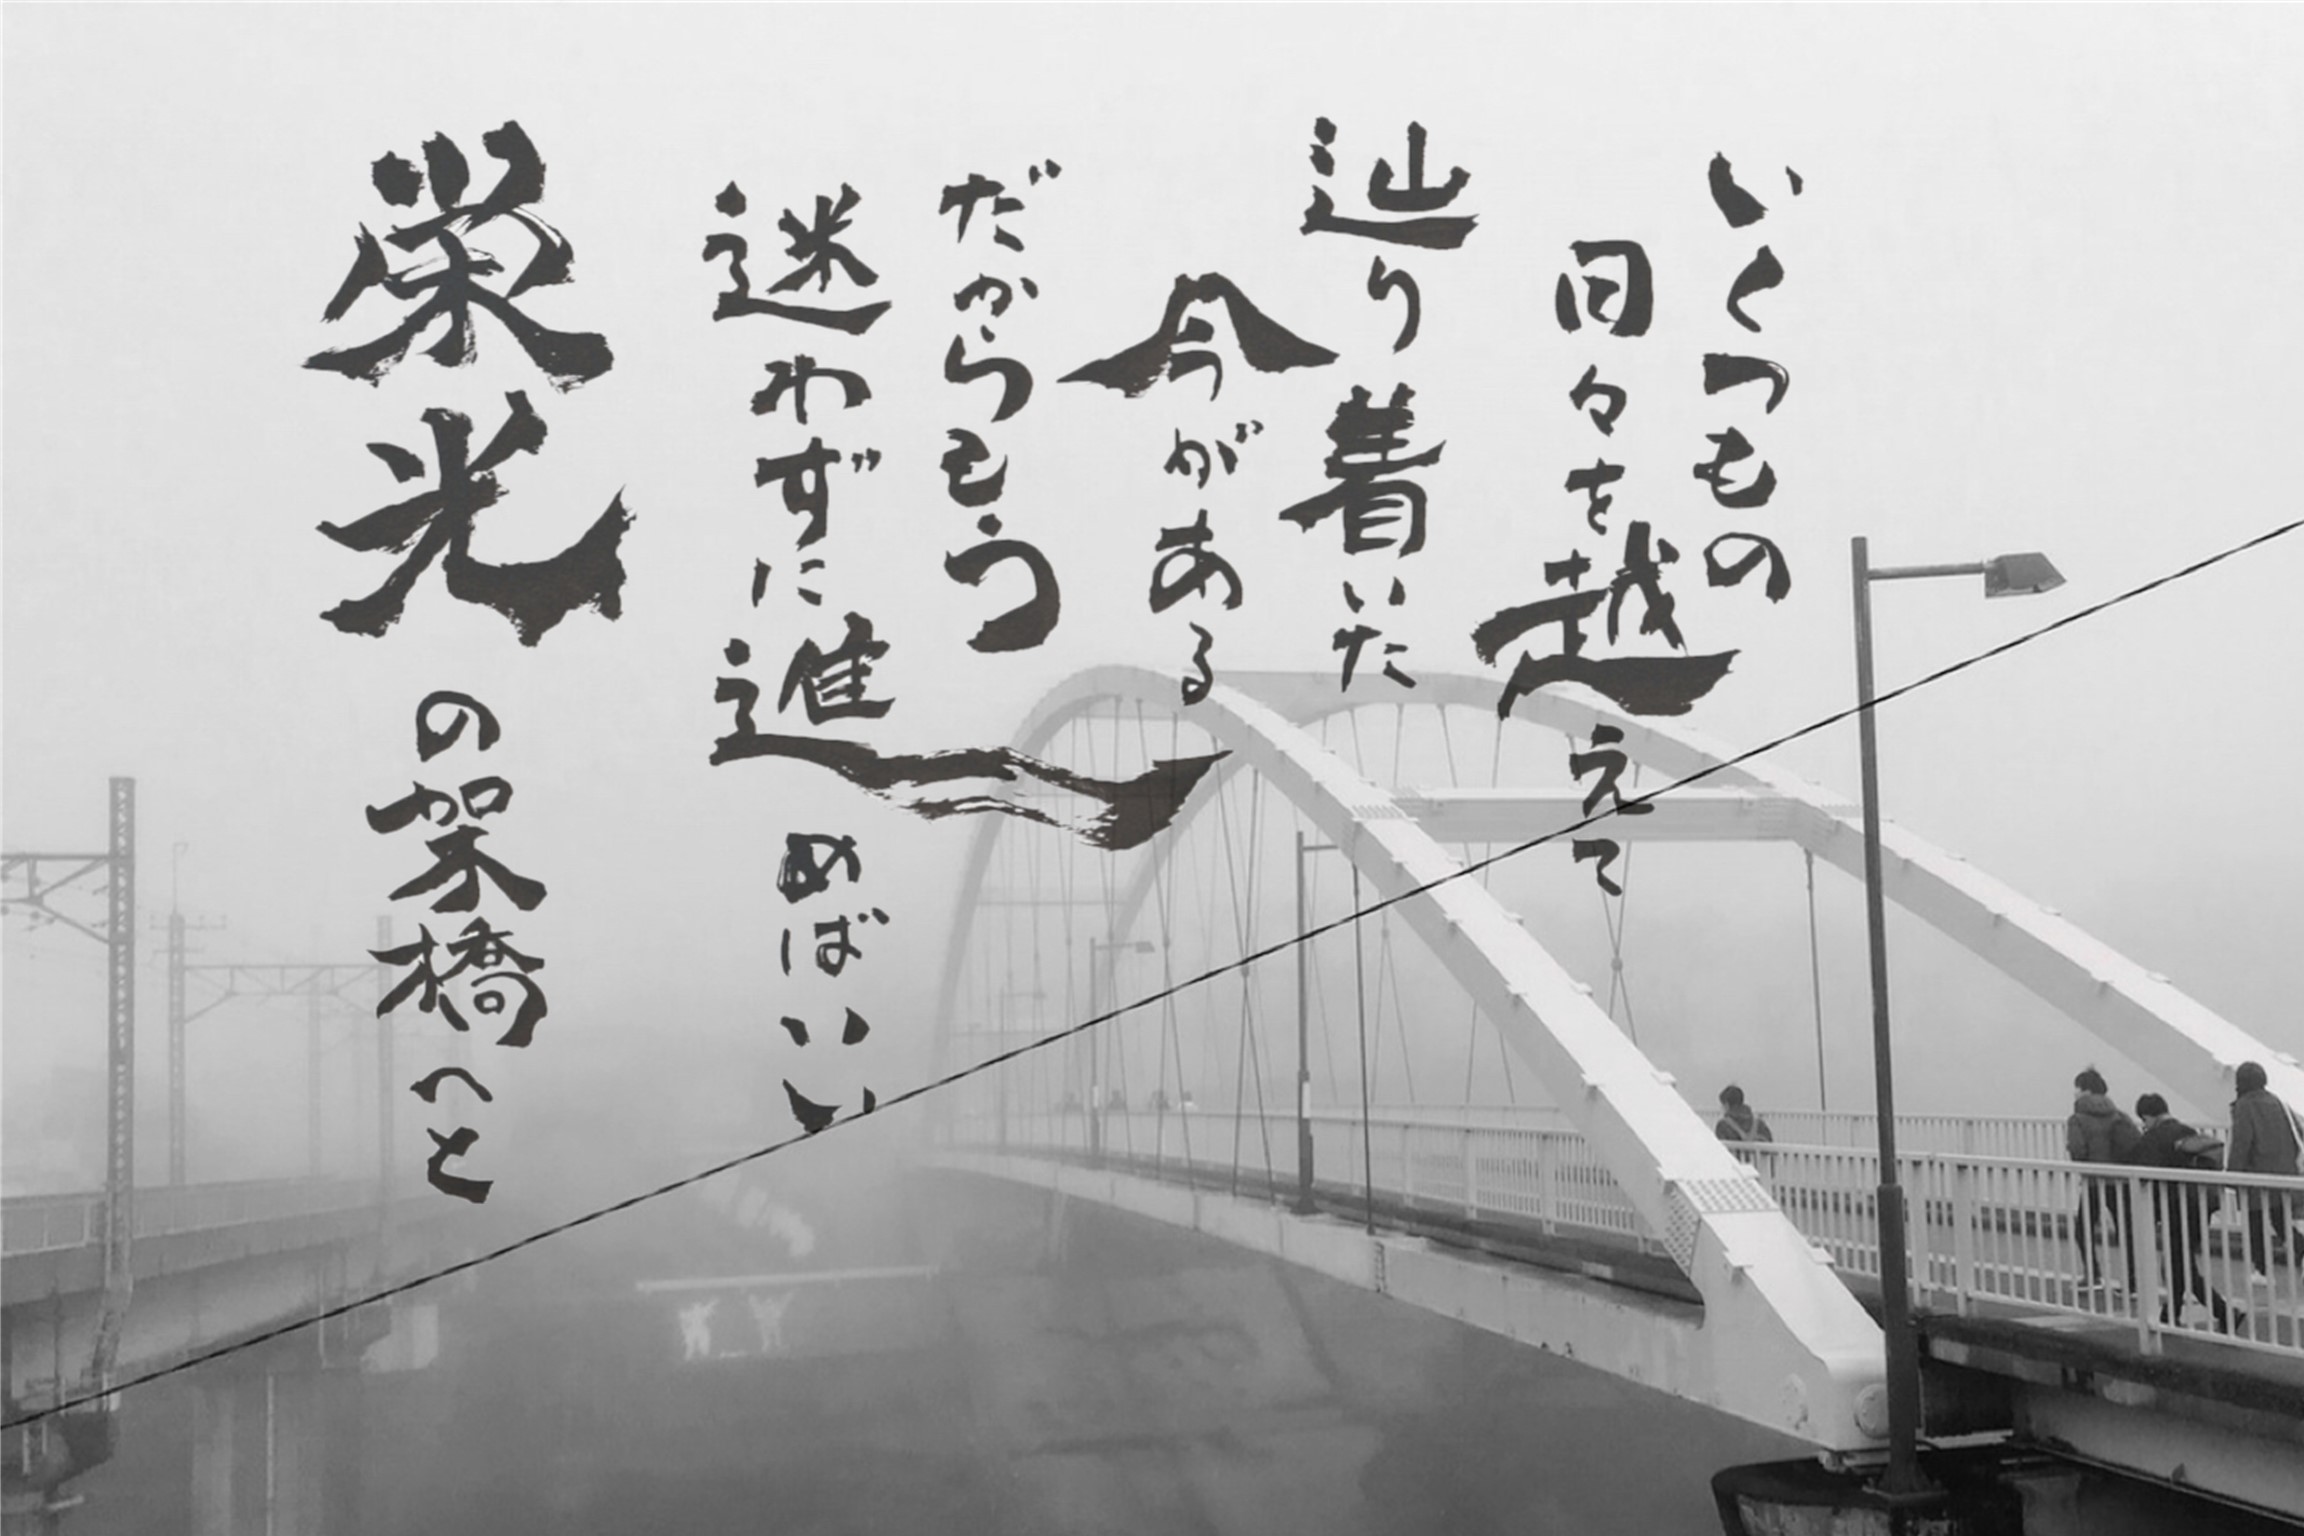 いくつもの
日々を越えて
辿り着いた
今がある
だからもう
迷わずに進めばいい
栄光の架橋へと